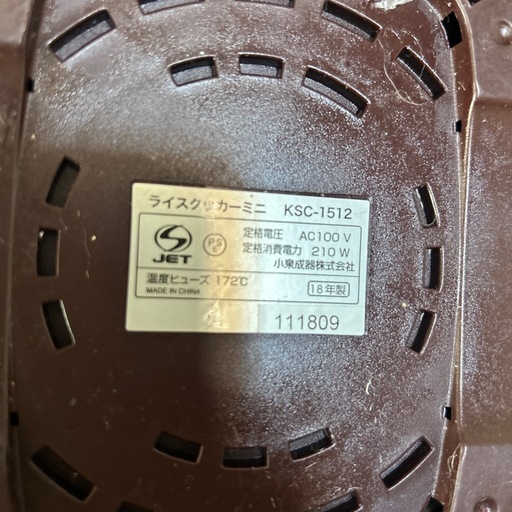 ライスクッカーミニ KSC-1512
JET
PS
E
定格電圧 AC100 V
定格消費電力 210 W
小泉成器株式会社
温度ヒューズ 172℃
MADE IN CHINA
18年製
111809